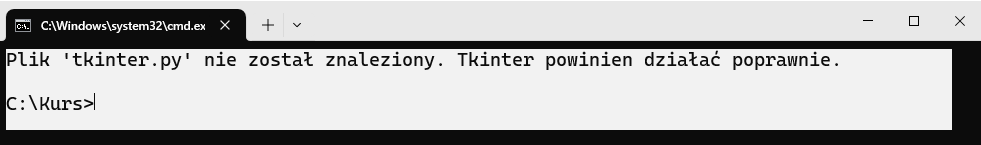 C:\Windows\system32\cmd.ex
Plik 'tkinter.py' nie został znaleziony. Tkinter powinien działać poprawnie.
C:\Kurs>